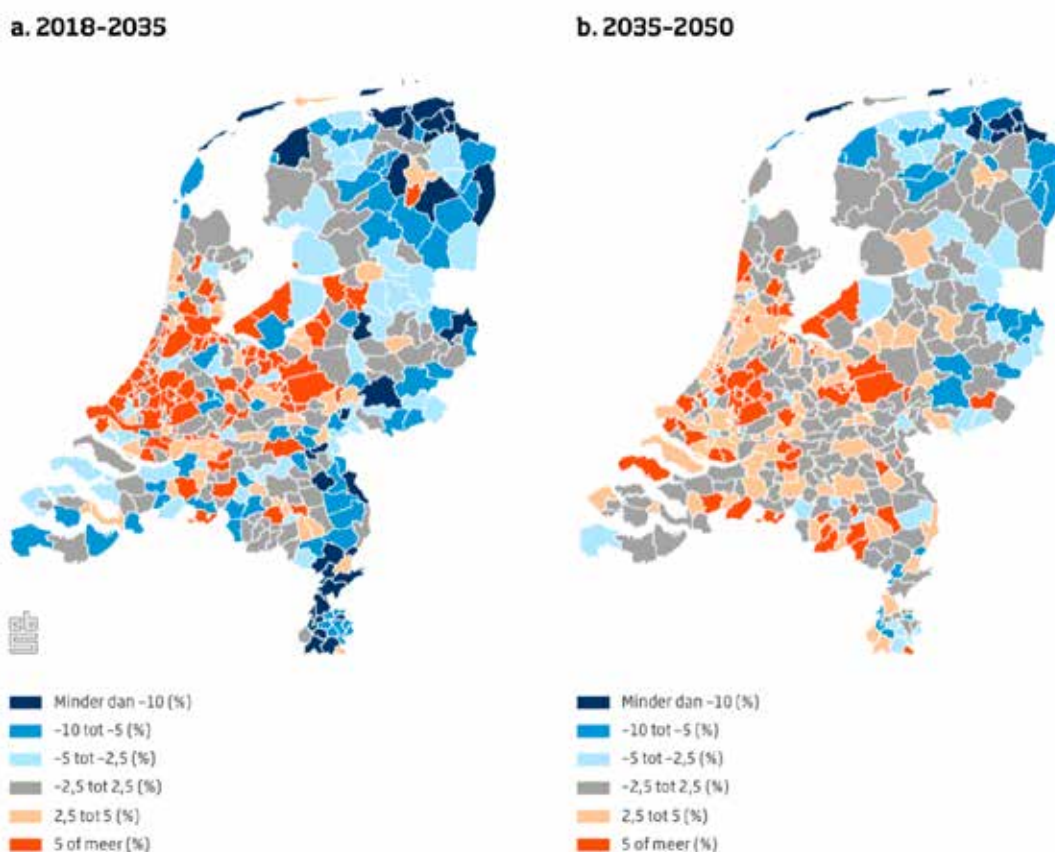 a. 2018-2035
b. 2035-2050
Minder dan -10 (%)
-10 tot -5 (%)
-5 tot -2,5 (%)
-2,5 tot 2,5 (%)
2,5 tot 5 (%)
5 of meer (%)
Minder dan -10 (%)
-10 tot -5 (%)
-5 tot -2,5 (%)
-2,5 tot 2,5 (%)
2,5 tot 5 (%)
5 of meer (%)